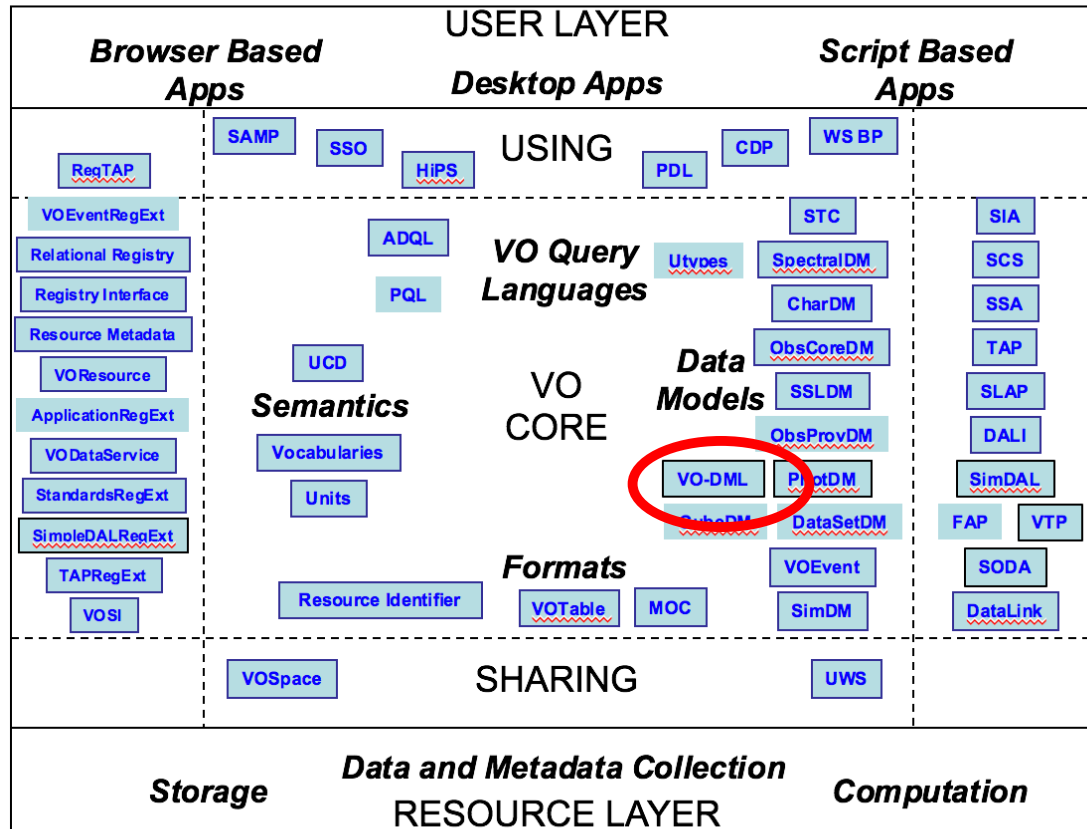 USER LAYER
Browser Based
Apps
Desktop Apps
Script Based
Apps
SAMP
SSO
HiPS
USING
PDL
CDP
WS BP
RegTAP
VOEventRegExt
Relational Registry
Registry Interface
Resource Metadata
VOResource
ApplicationRegExt
VODataService
StandardsRegExt
SimpleDALRegExt
TAPRegExt
VOSI
ADQL
PQL
VO Query
Languages
UCD
Semantics
Vocabularies
Units
VO
CORE
Resource Identifier
Formats
VOTable
MOC
Utypes
Data
Models
VO-DML
CubeDM
STC
SpectralDM
CharDM
ObsCoreDM
SSLDM
ObsProvDM
PhotDM
DataSetDM
VOEvent
SimDM
SIA
SCS
SSA
TAP
SLAP
DALI
SimDAL
FAP
VTP
SODA
DataLink
VOSpace
SHARING
UWS
Storage
Data and Metadata Collection
Computation
RESOURCE LAYER